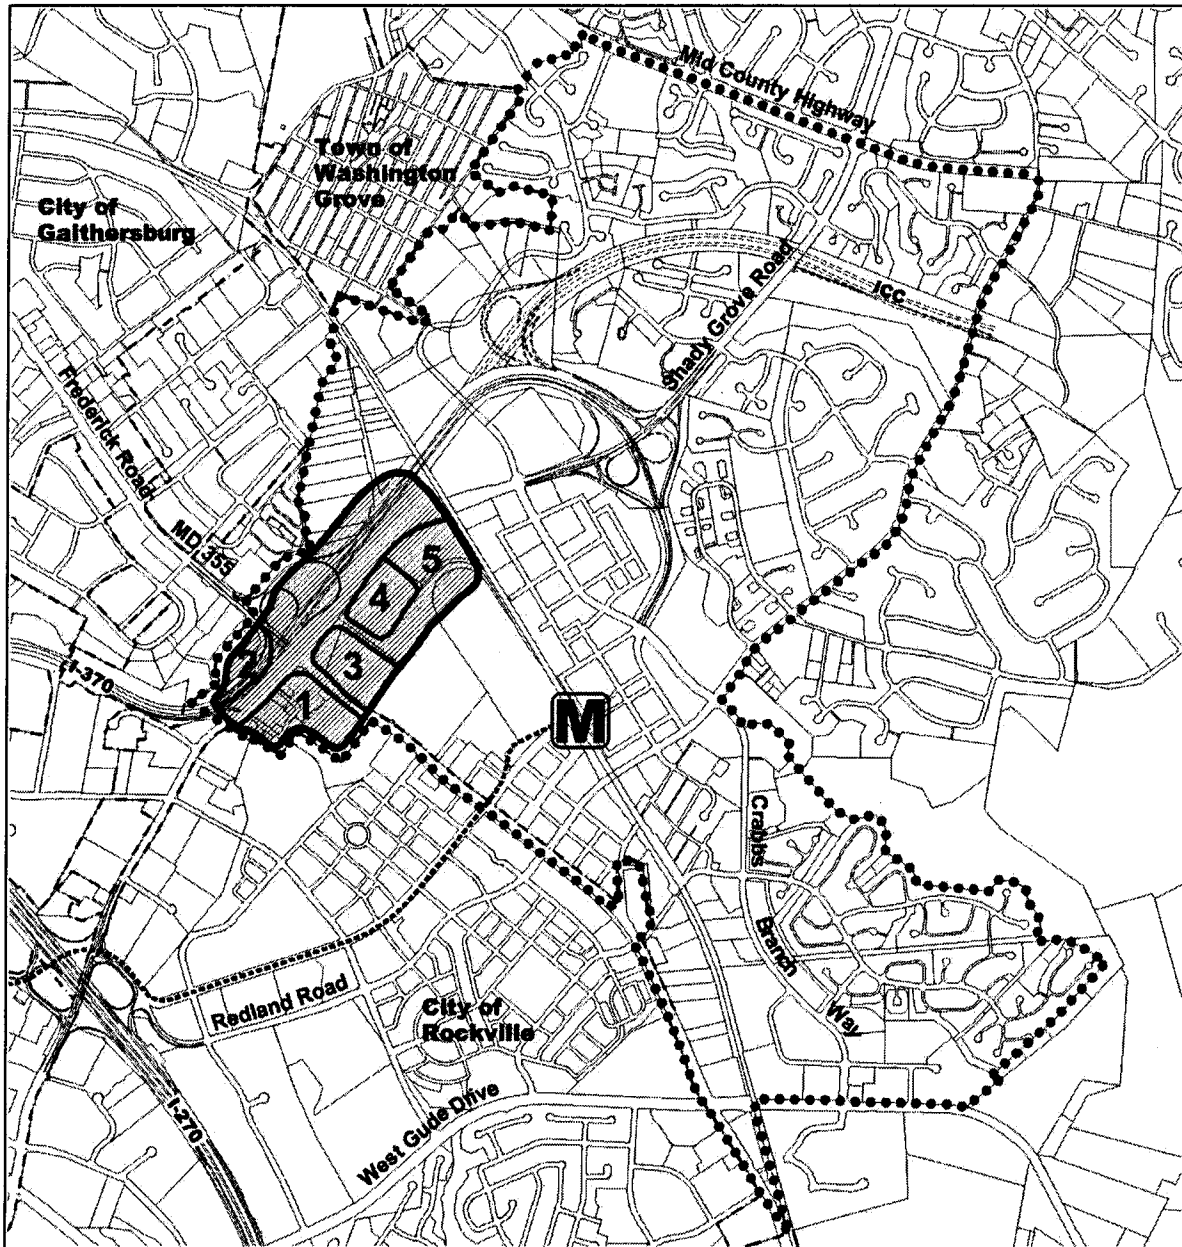 Mid County Highway
Town of
Washington
Grove
City of
Gaithersburg
Shady Grove Road
ICC
Frederick Road
MD 355
5
4
3
2
1
I-370
M
Crabbs
Branch
Way
Redland Road
City of
Rockville
West Gude Drive
I-270